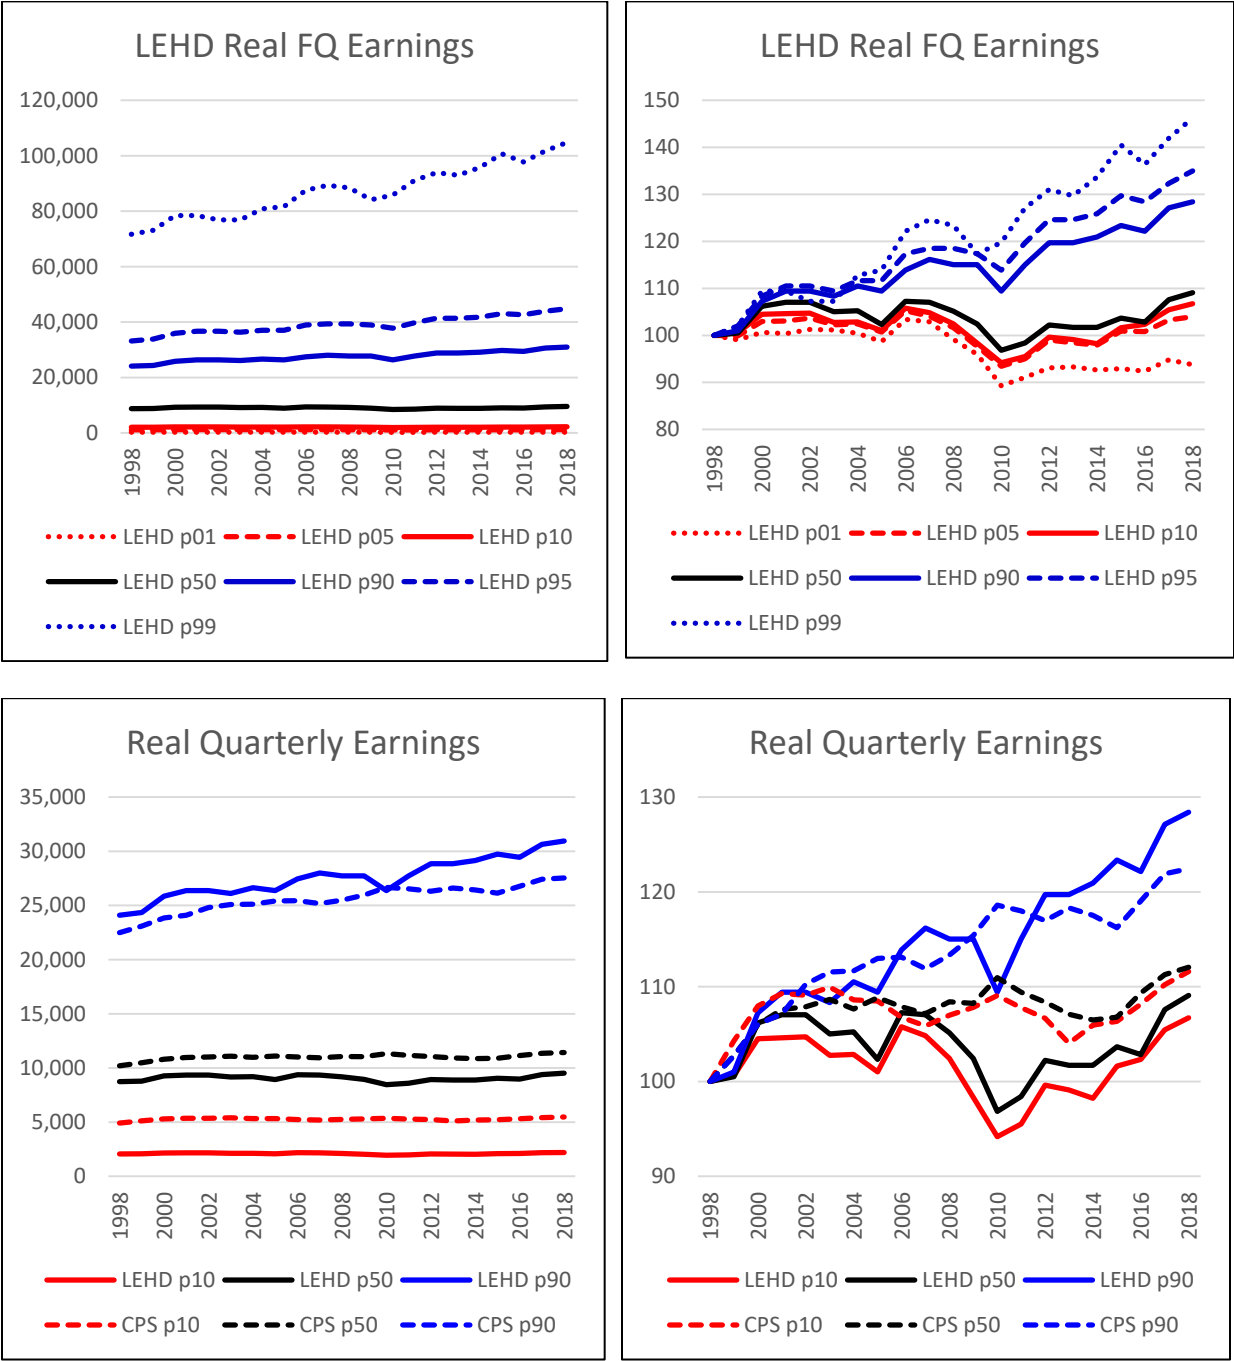 LEHD Real FQ Earnings
120,000
100,000
80,000
60,000
40,000
20,000
0
1998 2000 2002 2004 2006 2008 2010 2012 2014 2016 2018
LEHD p01 LEHD p05 LEHD p10
LEHD p50 LEHD p90 LEHD p95
LEHD p99
LEHD Real FQ Earnings
150
140
130
120
110
100
90
80
1998 2000 2002 2004 2006 2008 2010 2012 2014 2016 2018
LEHD p01 LEHD p05 LEHD p10
LEHD p50 LEHD p90 LEHD p95
LEHD p99
Real Quarterly Earnings
35,000
30,000
25,000
20,000
15,000
10,000
5,000
0
1998 2000 2002 2004 2006 2008 2010 2012 2014 2016 2018
LEHD p10 LEHD p50 LEHD p90
CPS p10 CPS p50 CPS p90
Real Quarterly Earnings
130
120
110
100
90
1998 2000 2002 2004 2006 2008 2010 2012 2014 2016 2018
LEHD p10 LEHD p50 LEHD p90
CPS p10 CPS p50 CPS p90